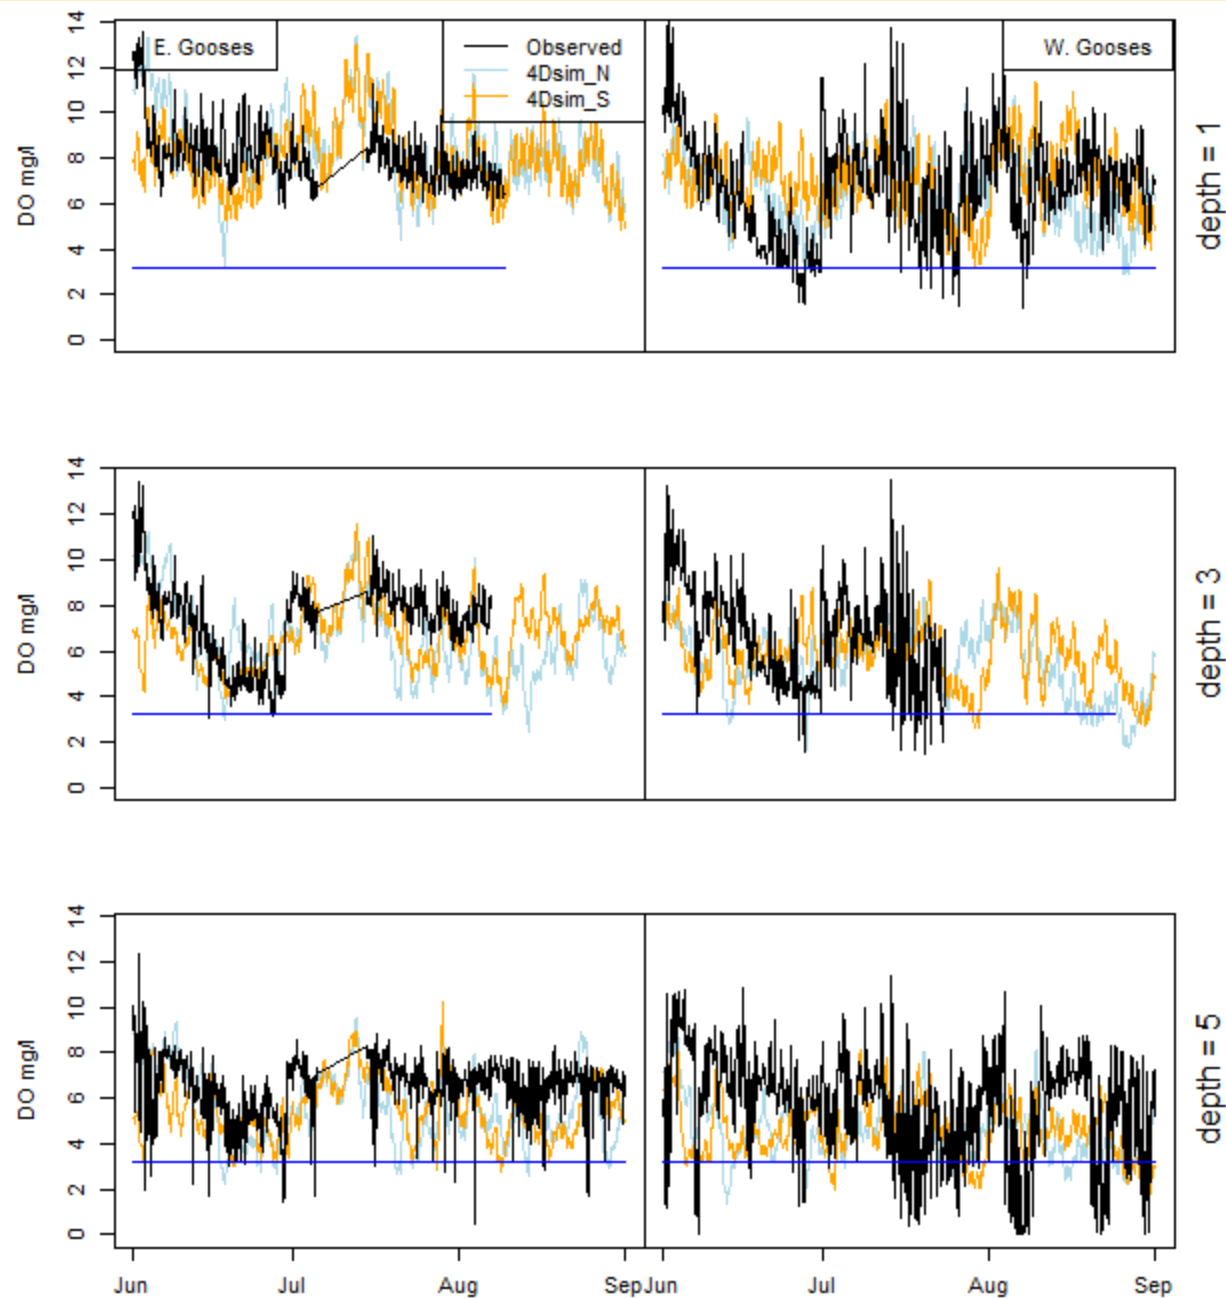 E. Gooses
Observed
4Dsim_N
4Dsim_S
W. Gooses
DO mg/l
14
12
10
8
6
4
2
0
depth = 1
DO mg/l
14
12
10
8
6
4
2
0
depth = 3
DO mg/l
14
12
10
8
6
4
2
0
depth = 5
Jun Jul Aug Sep Jun Jul Aug Sep